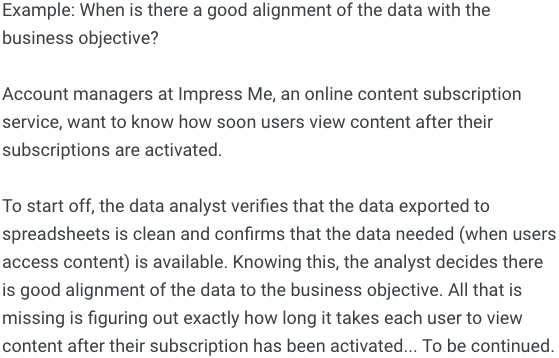 Example: When is there a good alignment of the data with the
business objective?
Account managers at Impress Me, an online content subscription
service, want to know how soon users view content after their
subscriptions are activated.
To start off, the data analyst verifies that the data exported to
spreadsheets is clean and confirms that the data needed (when users
access content) is available. Knowing this, the analyst decides there
is good alignment of the data to the business objective. All that is
missing is figuring out exactly how long it takes each user to view
content after their subscription has been activated... To be continued.